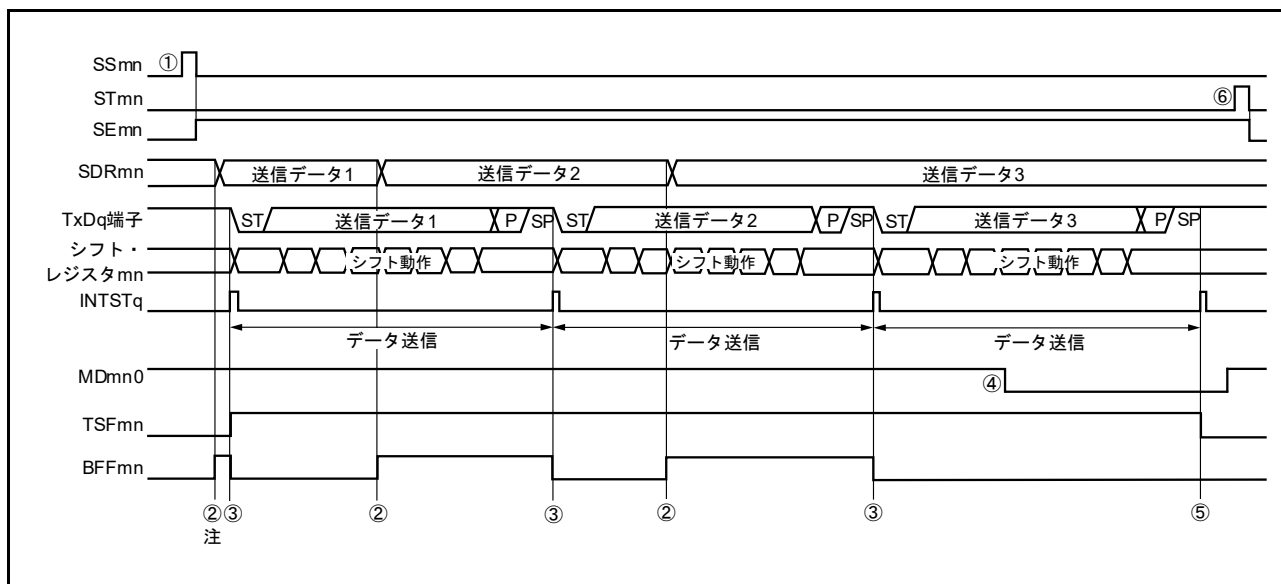 SSmn ①
STmn ⑥
SEmn
SDRmn 送信データ1 送信データ2 送信データ3
TxDq端子 ST 送信データ1 P SP ST 送信データ2 P SP ST 送信データ3 P SP
シフト・
レジスタmn シフト動作 シフト動作 シフト動作
INTSTq
データ送信 データ送信 データ送信
MDmn0 ④
TSFmn
BFFmn
②③ ② ③ ② ③ ⑤
注